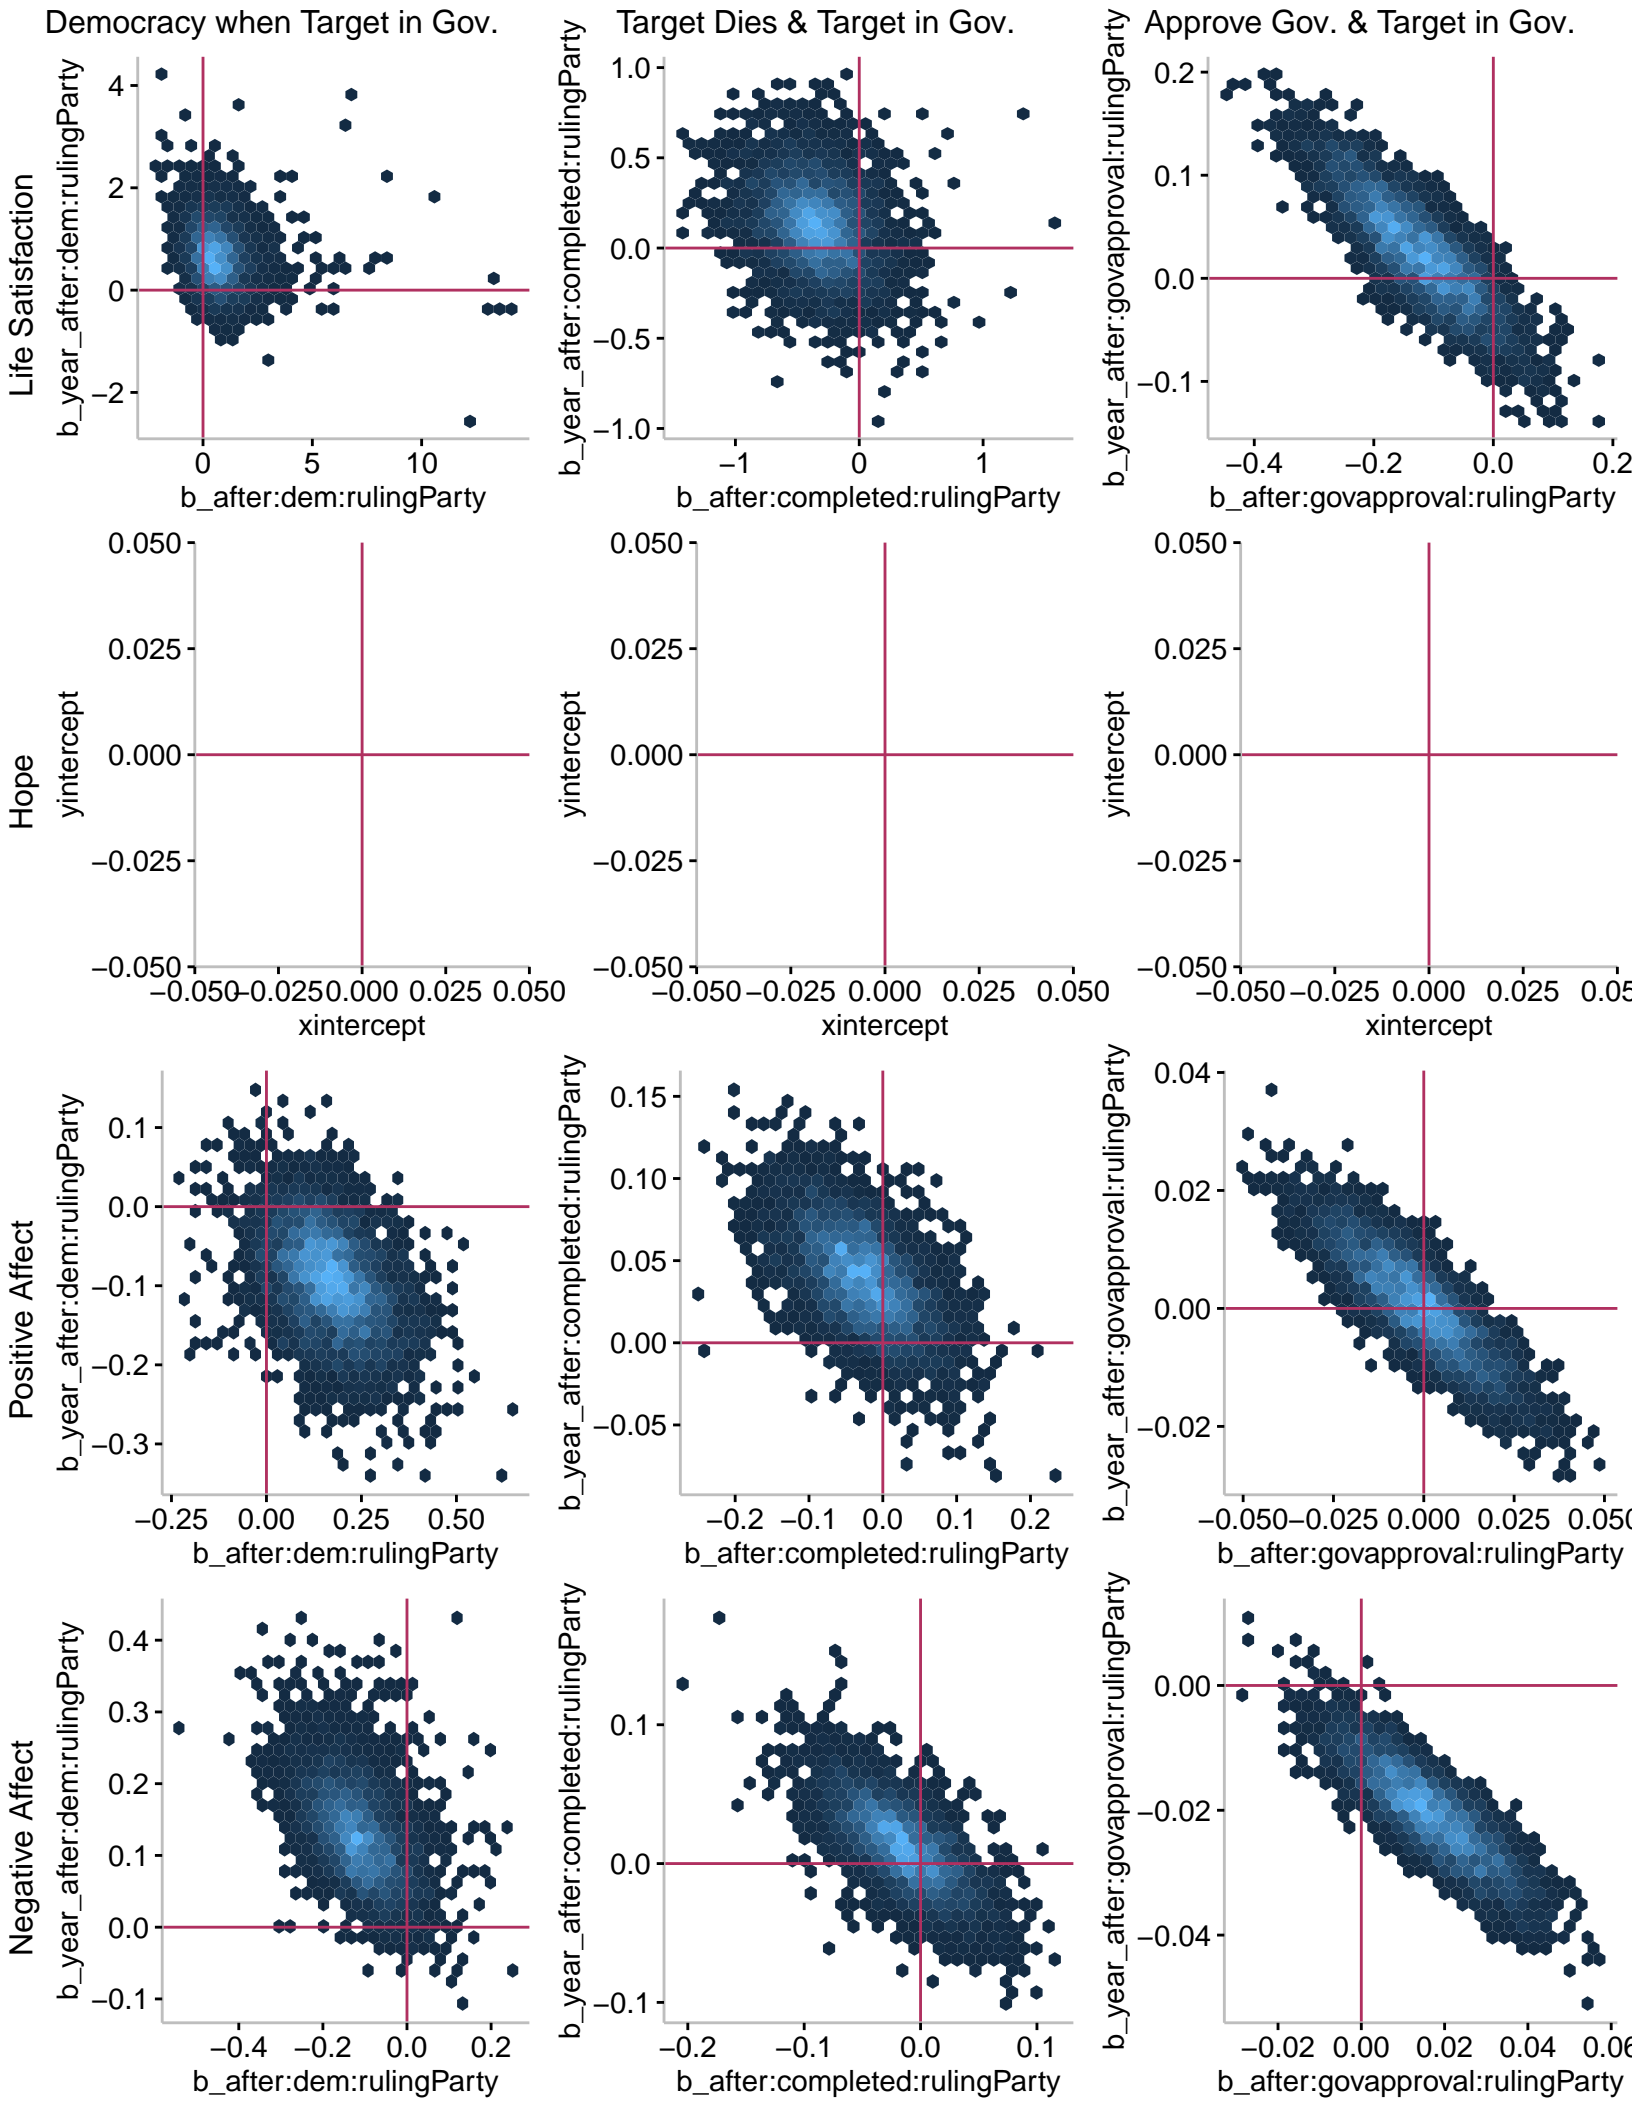 Democracy when Target in Gov.
Target Dies & Target in Gov.
Approve Gov. & Target in Gov.
Life Satisfaction
b_year_after:dem:rulingParty
4
2
0
−2
0 5 10
b_after:dem:rulingParty
b_year_after:completed:rulingParty
1.0
0.5
0.0
−0.5
−1.0
−1 0 1
b_after:completed:rulingParty
b_year_after:govapproval:rulingParty
0.2
0.1
0.0
−0.1
−0.4 −0.2 0.0 0.2
b_after:govapproval:rulingParty
Hope
yintercept
0.050
0.025
0.000
−0.025
−0.050
−0.050 −0.025 0.000 0.025 0.050
xintercept
yintercept
0.050
0.025
0.000
−0.025
−0.050
−0.050 −0.025 0.000 0.025 0.050
xintercept
yintercept
0.050
0.025
0.000
−0.025
−0.050
−0.050 −0.025 0.000 0.025 0.05
xintercept
Positive Affect
b_year_after:dem:rulingParty
0.1
0.0
−0.1
−0.2
−0.3
−0.25 0.00 0.25 0.50
b_after:dem:rulingParty
b_year_after:completed:rulingParty
0.15
0.10
0.05
0.00
−0.05
−0.2 −0.1 0.0 0.1 0.2
b_after:completed:rulingParty
b_year_after:govapproval:rulingParty
0.04
0.02
0.00
−0.02
−0.050 −0.025 0.000 0.025 0.050
b_after:govapproval:rulingParty
Negative Affect
b_year_after:dem:rulingParty
0.4
0.3
0.2
0.1
0.0
−0.1
−0.4 −0.2 0.0 0.2
b_after:dem:rulingParty
b_year_after:completed:rulingParty
0.1
0.0
−0.1
−0.2 −0.1 0.0 0.1
b_after:completed:rulingParty
b_year_after:govapproval:rulingParty
0.00
−0.02
−0.04
−0.02 0.00 0.02 0.04 0.06
b_after:govapproval:rulingParty